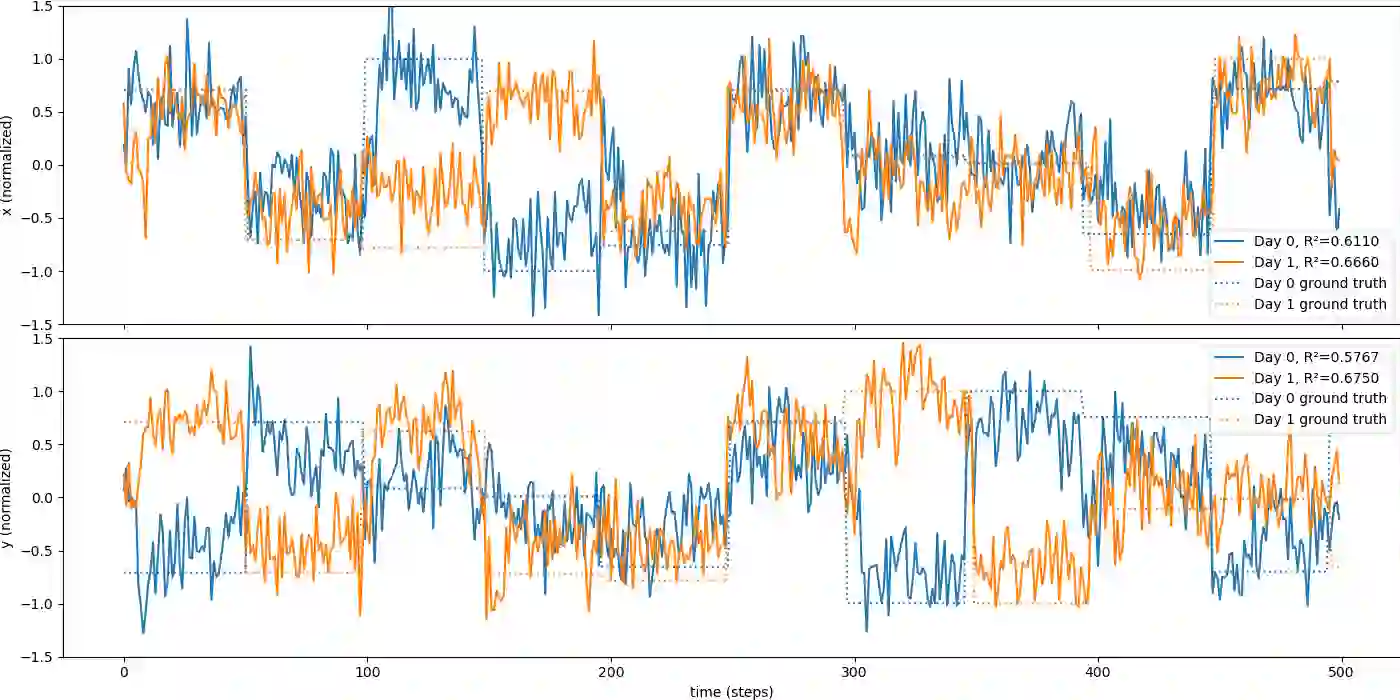 1.5
1.0
0.5
0.0
−0.5
−1.0
−1.5
x (normalized)
0
100
200
300
400
500
Day 0, R²=0.6110
Day 1, R²=0.6660
Day 0 ground truth
Day 1 ground truth
1.5
1.0
0.5
0.0
−0.5
−1.0
−1.5
y (normalized)
Day 0, R²=0.5767
Day 1, R²=0.6750
Day 0 ground truth
Day 1 ground truth
time (steps)